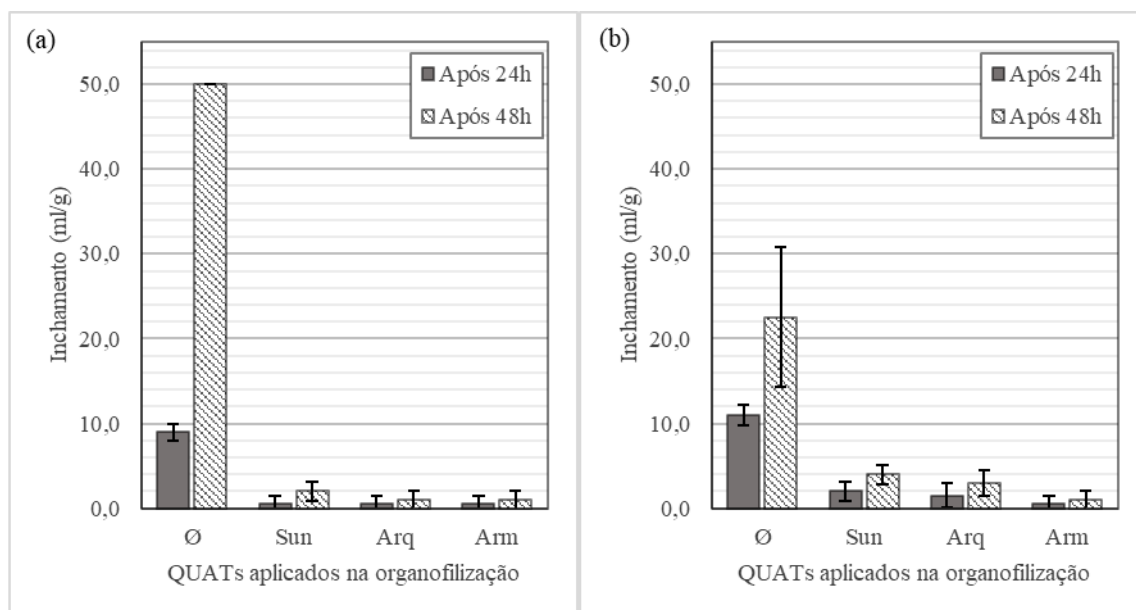 (a)
Após 24h
Após 48h
50,0
40,0
30,0
20,0
10,0
0,0
Inchamento (ml/g)
Ø Sun Arq Arm
QUATs aplicados na organofilização
(b)
Após 24h
Após 48h
50,0
40,0
30,0
20,0
10,0
0,0
Inchamento (ml/g)
Ø Sun Arq Arm
QUATs aplicados na organofilização